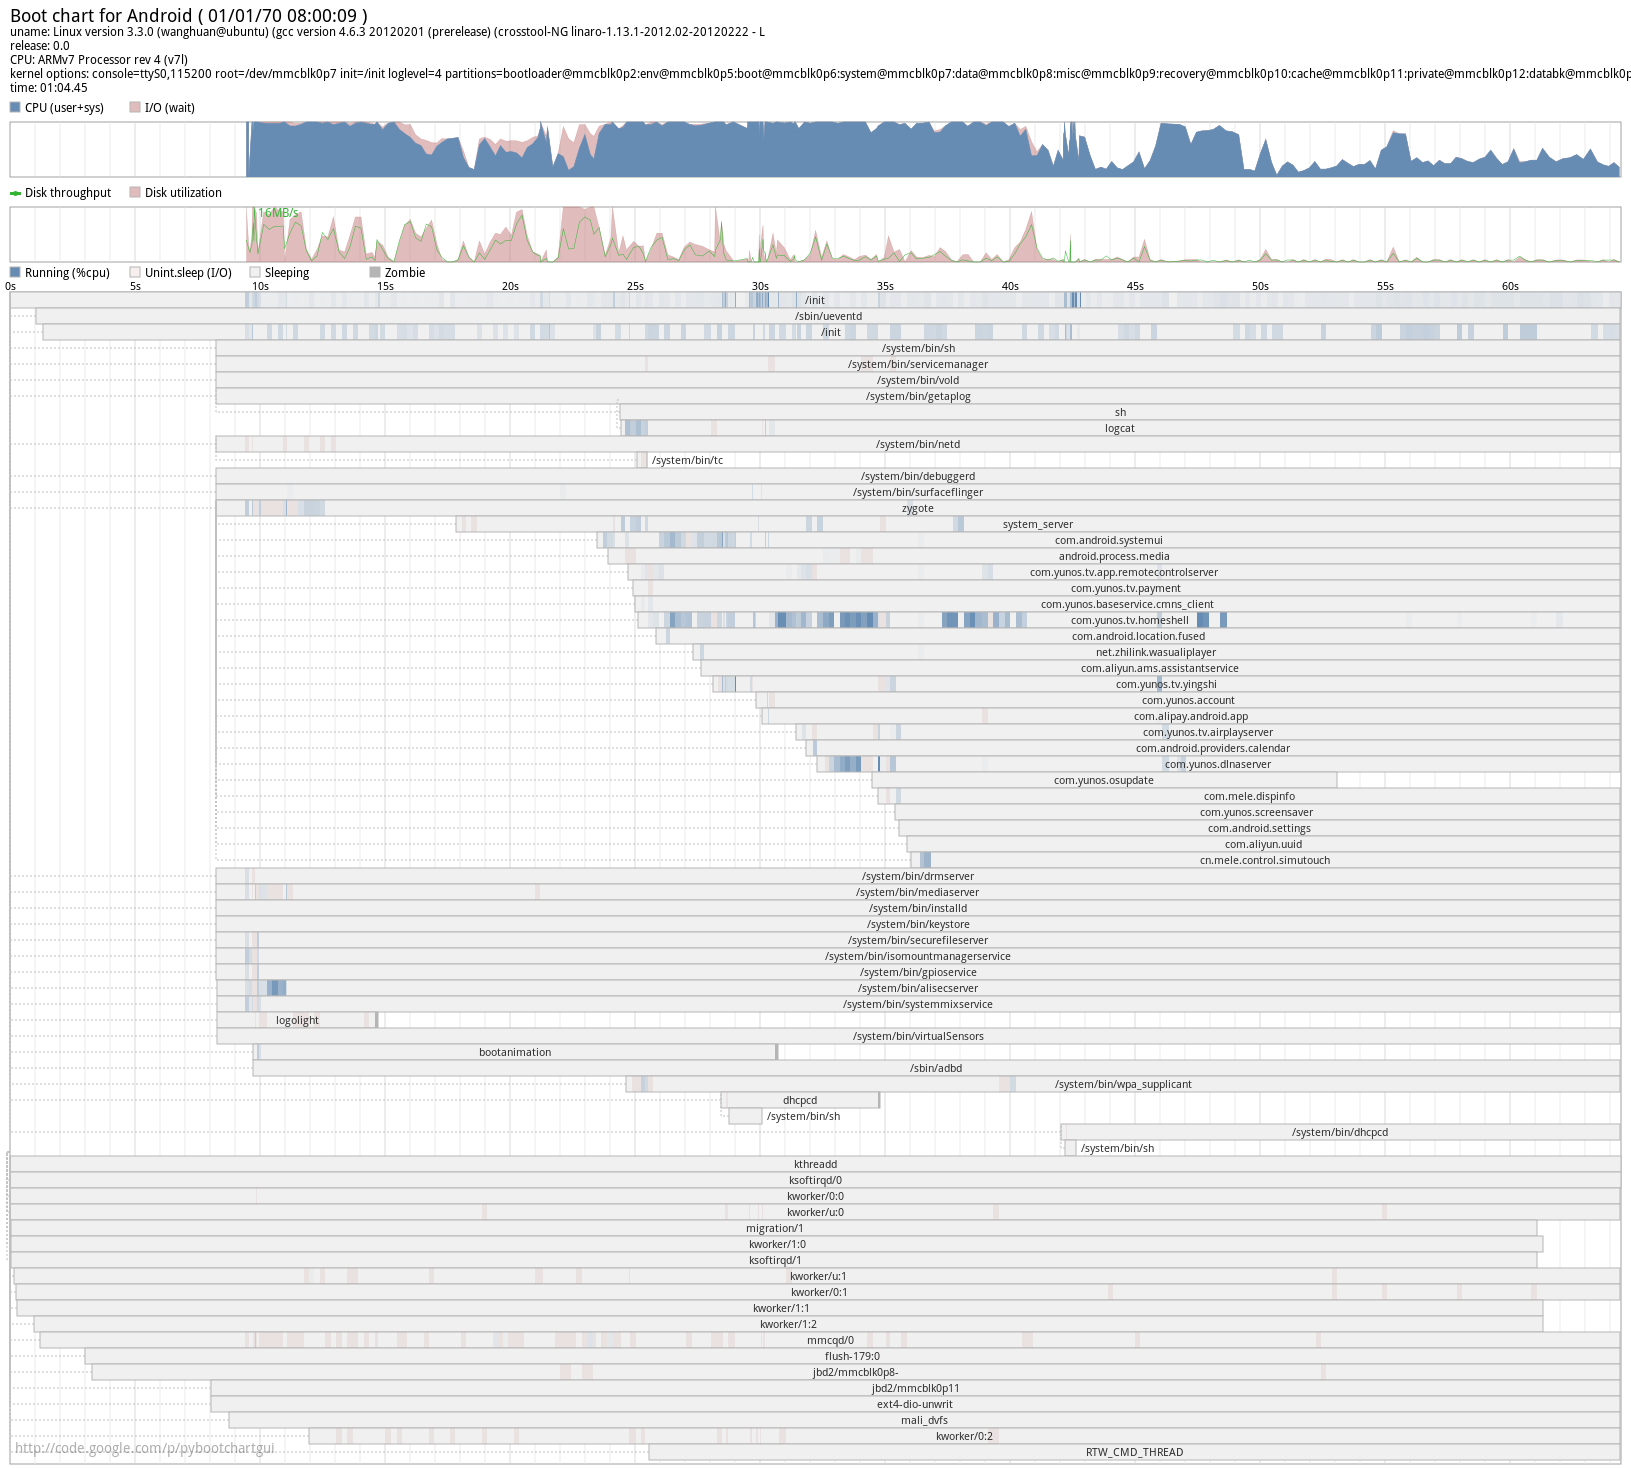 Boot chart for Android ( 01/01/70 08:00:09 )
uname: Linux version 3.3.0 (wanghuan@ubuntu) (gcc version 4.6.3 20120201 (prerelease) (crosstool-NG linaro-1.13.1-2012.02-20120222 - L
release: 0.0
CPU: ARMv7 Processor rev 4 (v7l)
kernel options: console=ttyS0,115200 root=/dev/mmcblk0p7 init=/init loglevel=4 partitions=bootloader@mmcblk0p2:env@mmcblk0p5:boot@mmcblk0p6:system@mmcblk0p7:data@mmcblk0p8:misc@mmcblk0p9:recovery@mmcblk0p10:cache@mmcblk0p11:private@mmcblk0p12:databk@mmcblk0p
time: 01:04.45
CPU (user+sys) I/O (wait)
Disk throughput Disk utilization
16MB/s
Running (%cpu) Unint.sleep (I/O) Sleeping Zombie
0s 5s 10s 15s 20s 25s 30s 35s 40s 45s 50s 55s 60s
/init
/sbin/ueventd
/init
/system/bin/sh
/system/bin/servicemanager
/system/bin/vold
/system/bin/getaplog
sh
logcat
/system/bin/netd
/system/bin/tc
/system/bin/debuggerd
/system/bin/surfaceflinger
zygote
system_server
com.android.systemui
android.process.media
com.yunos.tv.app.remotecontrolserver
com.yunos.tv.payment
com.yunos.baseservice.cmns_client
com.yunos.tv.homeshell
com.android.location.fused
net.zhilink.wasualiplayer
com.aliyun.ams.assistantservice
com.yunos.tv.yingshi
com.yunos.account
com.alipay.android.app
com.yunos.tv.airplayserver
com.android.providers.calendar
com.yunos.dlnaserver
com.yunos.osupdate
com.mele.dispinfo
com.yunos.screensaver
com.android.settings
com.aliyun.uuid
cn.mele.control.simutouch
/system/bin/drmserver
/system/bin/mediaserver
/system/bin/installd
/system/bin/keystore
/system/bin/securefileserver
/system/bin/isomountmanagerservice
/system/bin/gpioservice
/system/bin/alisecserver
/system/bin/systemmixservice
logolight
/system/bin/virtualSensors
bootanimation
/sbin/adbd
/system/bin/wpa_supplicant
dhcpcd
/system/bin/sh
/system/bin/dhcpcd
/system/bin/sh
kthreadd
ksoftirqd/0
kworker/0:0
kworker/u:0
migration/1
kworker/1:0
ksoftirqd/1
kworker/u:1
kworker/0:1
kworker/1:1
kworker/1:2
mmcqd/0
flush-179:0
jbd2/mmcblk0p8-
jbd2/mmcblk0p11
ext4-dio-unwrit
mali_dvfs
kworker/0:2
http://code.google.com/p/pybootchartgui
RTW_CMD_THREAD